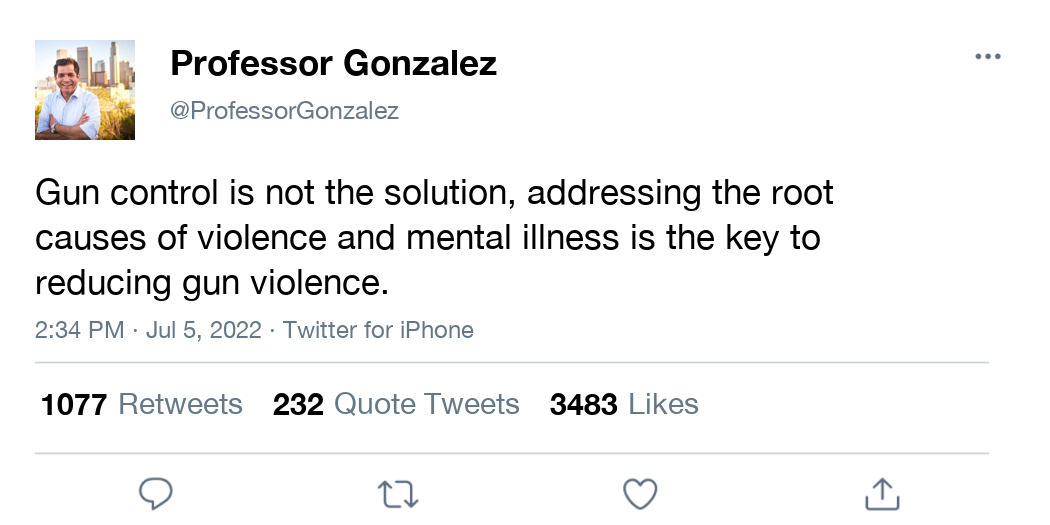 Professor Gonzalez
@ProfessorGonzalez
Gun control is not the solution, addressing the root
causes of violence and mental illness is the key to
reducing gun violence.
2:34 PM · Jul 5, 2022 · Twitter for iPhone
1077 Retweets 232 Quote Tweets 3483 Likes